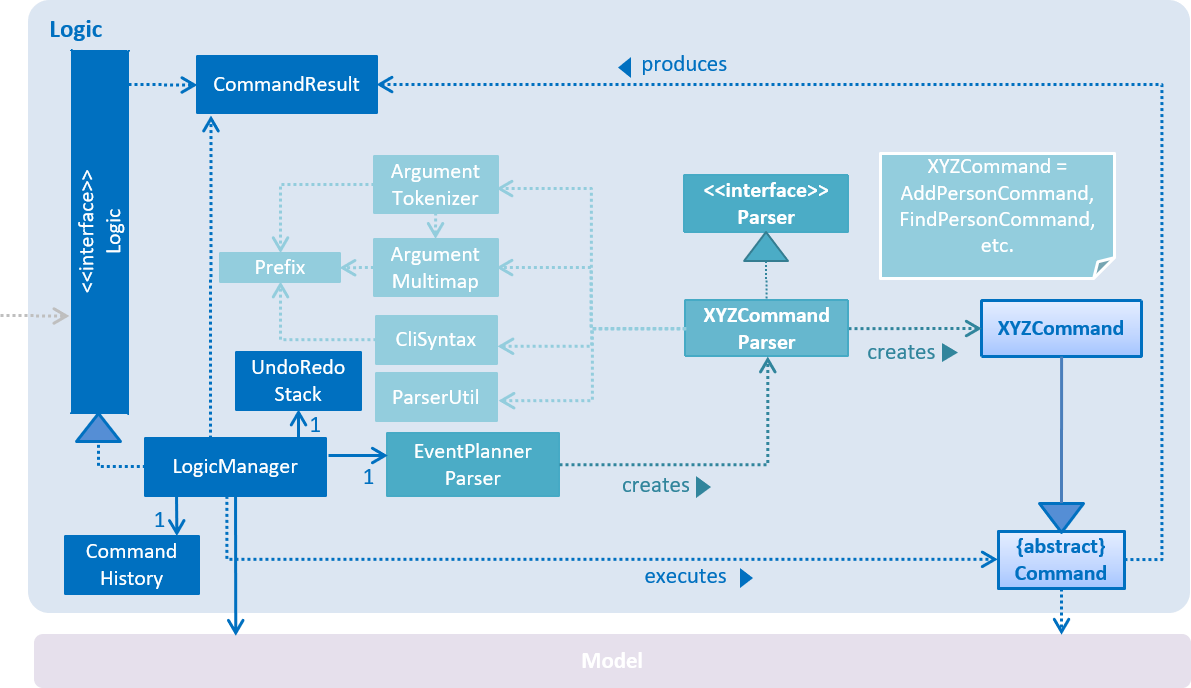 Logic
<<interface>>
Logic
CommandResult
produces
Argument
Tokenizer
<<interface>>
Parser
XYZCommand =
AddPersonCommand,
FindPersonCommand,
etc.
Prefix
Argument
Multimap
CliSyntax
XYZCommand
Parser
XYZCommand
creates
UndoRedo
Stack
ParserUtil
1
LogicManager
1
EventPlanner
Parser
creates
1
Command
History
executes
{abstract}
Command
Model